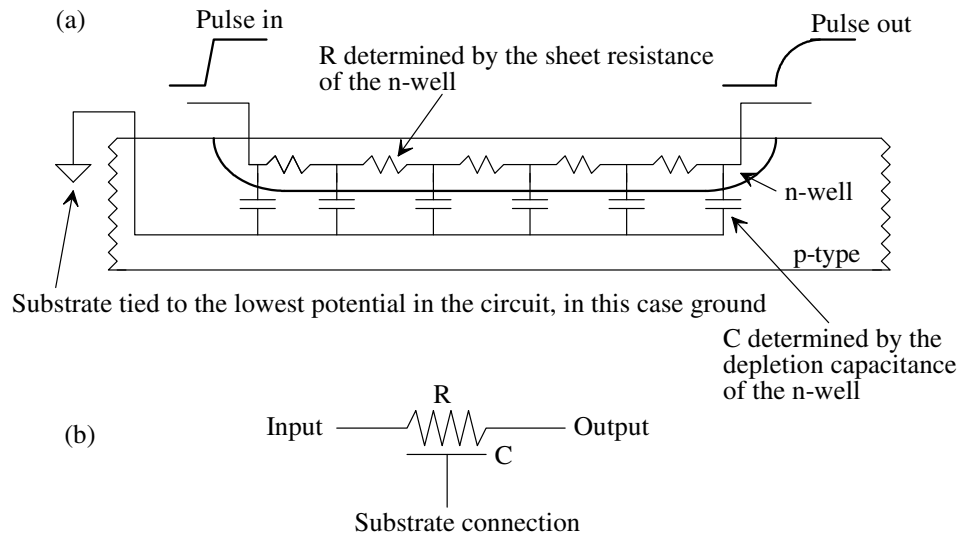 (a)
Pulse in
Pulse out
R determined by the sheet resistance
of the n-well
n-well
p-type
Substrate tied to the lowest potential in the circuit, in this case ground
C determined by the
depletion capacitance
of the n-well
(b)
R
Input
Output
C
Substrate connection